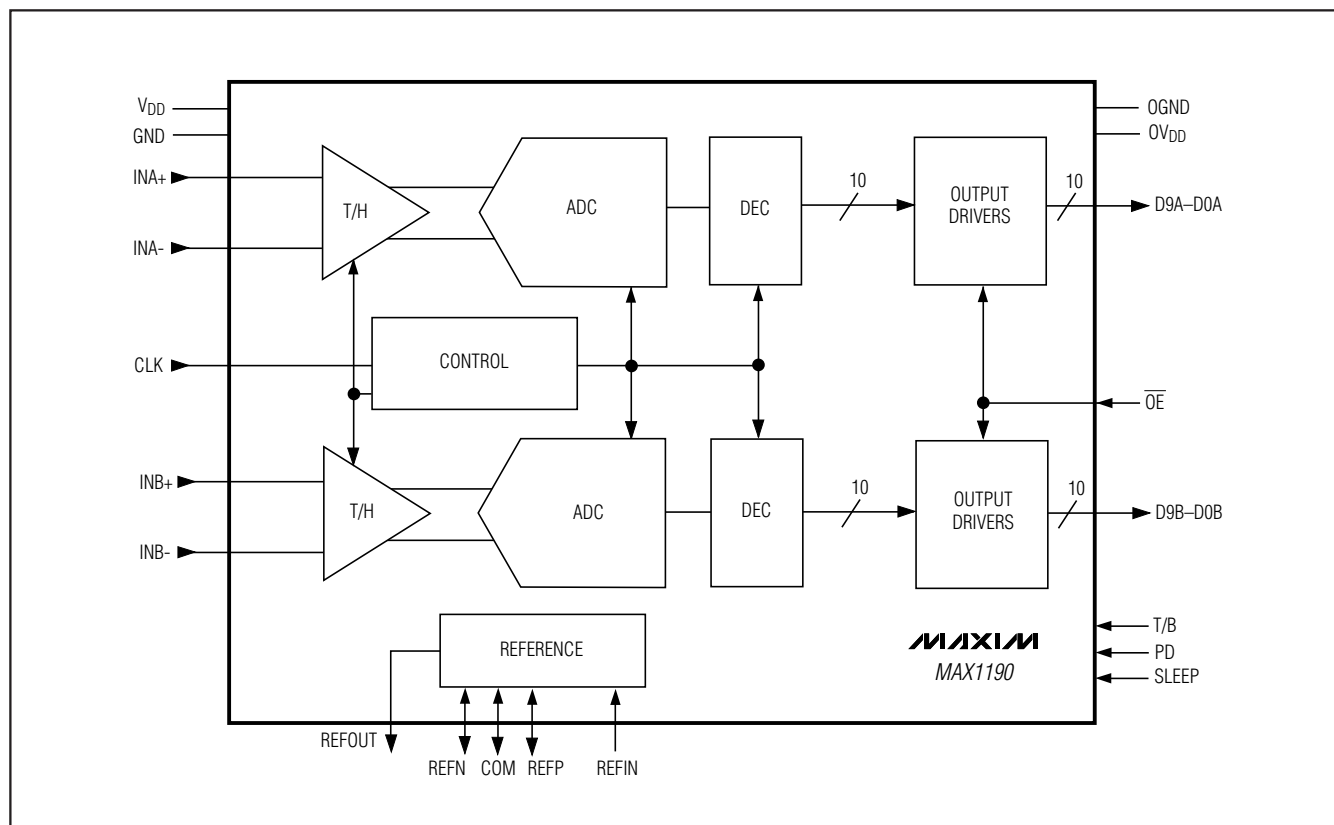 VDD
GND
INA+
INA-
CLK
INB+
INB-
T/H
ADC
DEC
10
OUTPUT
DRIVERS
10
OGND
OVDD
D9A–D0A
CONTROL
OE
T/H
ADC
DEC
10
OUTPUT
DRIVERS
10
D9B–D0B
REFERENCE
MAXIM
MAX1190
T/B
PD
SLEEP
REFOUT
REFN
COM
REFP
REFIN